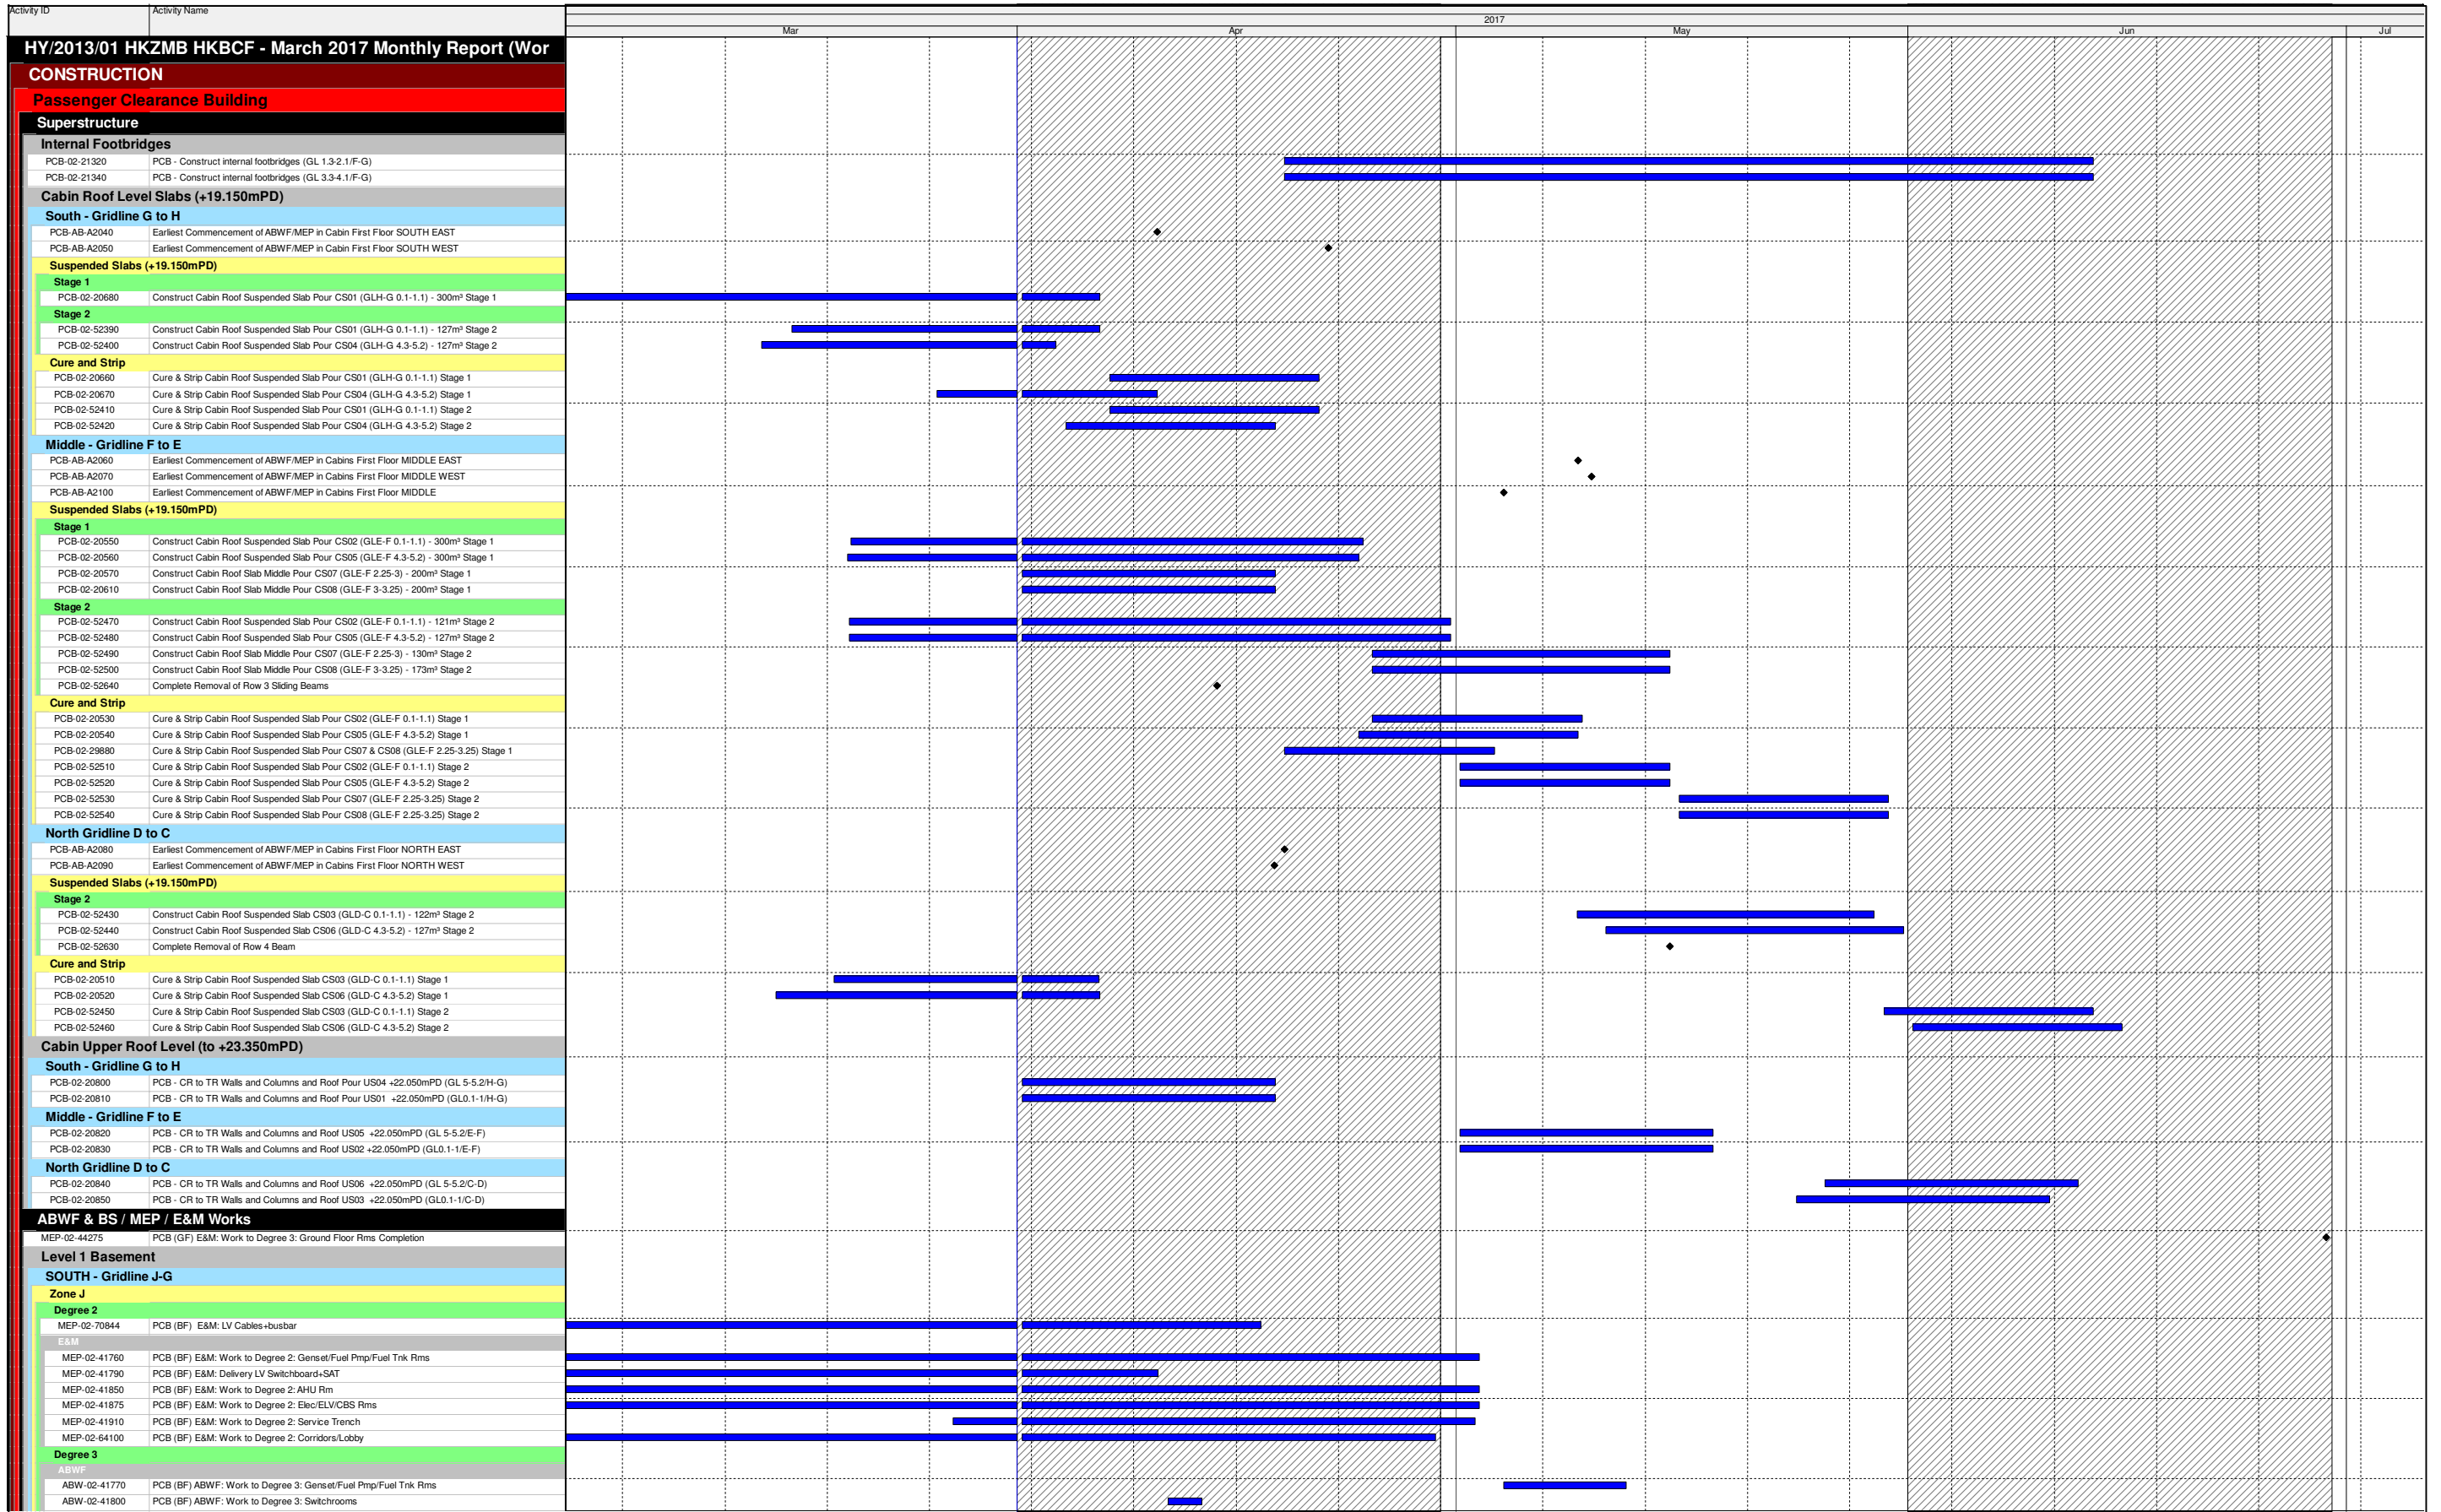 Activity ID Activity Name
2017
Mar Apr May Jun Jul
HY/2013/01 HKZMB HKBCF - March 2017 Monthly Report (Wor
CONSTRUCTION
Passenger Clearance Building
Superstructure
Internal Footbridges
PCB-02-21320 PCB - Construct internal footbridges (GL 1.3-2.1/F-G)
PCB-02-21340 PCB - Construct internal footbridges (GL 3.3-4.1/F-G)
Cabin Roof Level Slabs (+19.150mPD)
South - Gridline G to H
PCB-AB-A2040 Earliest Commencement of ABWF/MEP in Cabin First Floor SOUTH EAST
PCB-AB-A2050 Earliest Commencement of ABWF/MEP in Cabin First Floor SOUTH WEST
Suspended Slabs (+19.150mPD)
Stage 1
PCB-02-20680 Construct Cabin Roof Suspended Slab Pour CS01 (GLH-G 0.1-1.1) - 300m³ Stage 1
Stage 2
PCB-02-52390 Construct Cabin Roof Suspended Slab Pour CS01 (GLH-G 0.1-1.1) - 127m³ Stage 2
PCB-02-52400 Construct Cabin Roof Suspended Slab Pour CS04 (GLH-G 4.3-5.2) - 127m³ Stage 2
Cure and Strip
PCB-02-20660 Cure & Strip Cabin Roof Suspended Slab Pour CS01 (GLH-G 0.1-1.1) Stage 1
PCB-02-20670 Cure & Strip Cabin Roof Suspended Slab Pour CS04 (GLH-G 4.3-5.2) Stage 1
PCB-02-52410 Cure & Strip Cabin Roof Suspended Slab Pour CS01 (GLH-G 0.1-1.1) Stage 2
PCB-02-52420 Cure & Strip Cabin Roof Suspended Slab Pour CS04 (GLH-G 4.3-5.2) Stage 2
Middle - Gridline F to E
PCB-AB-A2060 Earliest Commencement of ABWF/MEP in Cabins First Floor MIDDLE EAST
PCB-AB-A2070 Earliest Commencement of ABWF/MEP in Cabins First Floor MIDDLE WEST
PCB-AB-A2100 Earliest Commencement of ABWF/MEP in Cabins First Floor MIDDLE
Suspended Slabs (+19.150mPD)
Stage 1
PCB-02-20550 Construct Cabin Roof Suspended Slab Pour CS02 (GLE-F 0.1-1.1) - 300m³ Stage 1
PCB-02-20560 Construct Cabin Roof Suspended Slab Pour CS05 (GLE-F 4.3-5.2) - 300m³ Stage 1
PCB-02-20570 Construct Cabin Roof Slab Middle Pour CS07 (GLE-F 2.25-3) - 200m³ Stage 1
PCB-02-20610 Construct Cabin Roof Slab Middle Pour CS08 (GLE-F 3-3.25) - 200m³ Stage 1
Stage 2
PCB-02-52470 Construct Cabin Roof Suspended Slab Pour CS02 (GLE-F 0.1-1.1) - 121m³ Stage 2
PCB-02-52480 Construct Cabin Roof Suspended Slab Pour CS05 (GLE-F 4.3-5.2) - 127m³ Stage 2
PCB-02-52490 Construct Cabin Roof Slab Middle Pour CS07 (GLE-F 2.25-3) - 130m³ Stage 2
PCB-02-52500 Construct Cabin Roof Slab Middle Pour CS08 (GLE-F 3-3.25) - 173m³ Stage 2
PCB-02-52640 Complete Removal of Row 3 Sliding Beams
Cure and Strip
PCB-02-20530 Cure & Strip Cabin Roof Suspended Slab Pour CS02 (GLE-F 0.1-1.1) Stage 1
PCB-02-20540 Cure & Strip Cabin Roof Suspended Slab Pour CS05 (GLE-F 4.3-5.2) Stage 1
PCB-02-29880 Cure & Strip Cabin Roof Suspended Slab Pour CS07 & CS08 (GLE-F 2.25-3.25) Stage 1
PCB-02-52510 Cure & Strip Cabin Roof Suspended Slab Pour CS02 (GLE-F 0.1-1.1) Stage 2
PCB-02-52520 Cure & Strip Cabin Roof Suspended Slab Pour CS05 (GLE-F 4.3-5.2) Stage 2
PCB-02-52530 Cure & Strip Cabin Roof Suspended Slab Pour CS07 (GLE-F 2.25-3.25) Stage 2
PCB-02-52540 Cure & Strip Cabin Roof Suspended Slab Pour CS08 (GLE-F 2.25-3.25) Stage 2
North Gridline D to C
PCB-AB-A2080 Earliest Commencement of ABWF/MEP in Cabins First Floor NORTH EAST
PCB-AB-A2090 Earliest Commencement of ABWF/MEP in Cabins First Floor NORTH WEST
Suspended Slabs (+19.150mPD)
Stage 2
PCB-02-52430 Construct Cabin Roof Suspended Slab CS03 (GLD-C 0.1-1.1) - 122m³ Stage 2
PCB-02-52440 Construct Cabin Roof Suspended Slab CS06 (GLD-C 4.3-5.2) - 127m³ Stage 2
PCB-02-52630 Complete Removal of Row 4 Beam
Cure and Strip
PCB-02-20510 Cure & Strip Cabin Roof Suspended Slab CS03 (GLD-C 0.1-1.1) Stage 1
PCB-02-20520 Cure & Strip Cabin Roof Suspended Slab CS06 (GLD-C 4.3-5.2) Stage 1
PCB-02-52450 Cure & Strip Cabin Roof Suspended Slab CS03 (GLD-C 0.1-1.1) Stage 2
PCB-02-52460 Cure & Strip Cabin Roof Suspended Slab CS06 (GLD-C 4.3-5.2) Stage 2
Cabin Upper Roof Level (to +23.350mPD)
South - Gridline G to H
PCB-02-20800 PCB - CR to TR Walls and Columns and Roof Pour US04 +22.050mPD (GL 5-5.2/H-G)
PCB-02-20810 PCB - CR to TR Walls and Columns and Roof Pour US01 +22.050mPD (GL0.1-1/H-G)
Middle - Gridline F to E
PCB-02-20820 PCB - CR to TR Walls and Columns and Roof US05 +22.050mPD (GL 5-5.2/E-F)
PCB-02-20830 PCB - CR to TR Walls and Columns and Roof US02 +22.050mPD (GL0.1-1/E-F)
North Gridline D to C
PCB-02-20840 PCB - CR to TR Walls and Columns and Roof US06 +22.050mPD (GL 5-5.2/C-D)
PCB-02-20850 PCB - CR to TR Walls and Columns and Roof US03 +22.050mPD (GL0.1-1/C-D)
ABWF & BS / MEP / E&M Works
MEP-02-44275 PCB (GF) E&M: Work to Degree 3: Ground Floor Rms Completion
Level 1 Basement
SOUTH - Gridline J-G
Zone J
Degree 2
MEP-02-70844 PCB (BF) E&M: LV Cables+busbar
E&M
MEP-02-41760 PCB (BF) E&M: Work to Degree 2: Genset/Fuel Pmp/Fuel Tnk Rms
MEP-02-41790 PCB (BF) E&M: Delivery LV Switchboard+SAT
MEP-02-41850 PCB (BF) E&M: Work to Degree 2: AHU Rm
MEP-02-41875 PCB (BF) E&M: Work to Degree 2: Elec/ELV/CBS Rms
MEP-02-41910 PCB (BF) E&M: Work to Degree 2: Service Trench
MEP-02-64100 PCB (BF) E&M: Work to Degree 2: Corridors/Lobby
Degree 3
ABWF
ABW-02-41770 PCB (BF) ABWF: Work to Degree 3: Genset/Fuel Pmp/Fuel Tnk Rms
ABW-02-41800 PCB (BF) ABWF: Work to Degree 3: Switchrooms